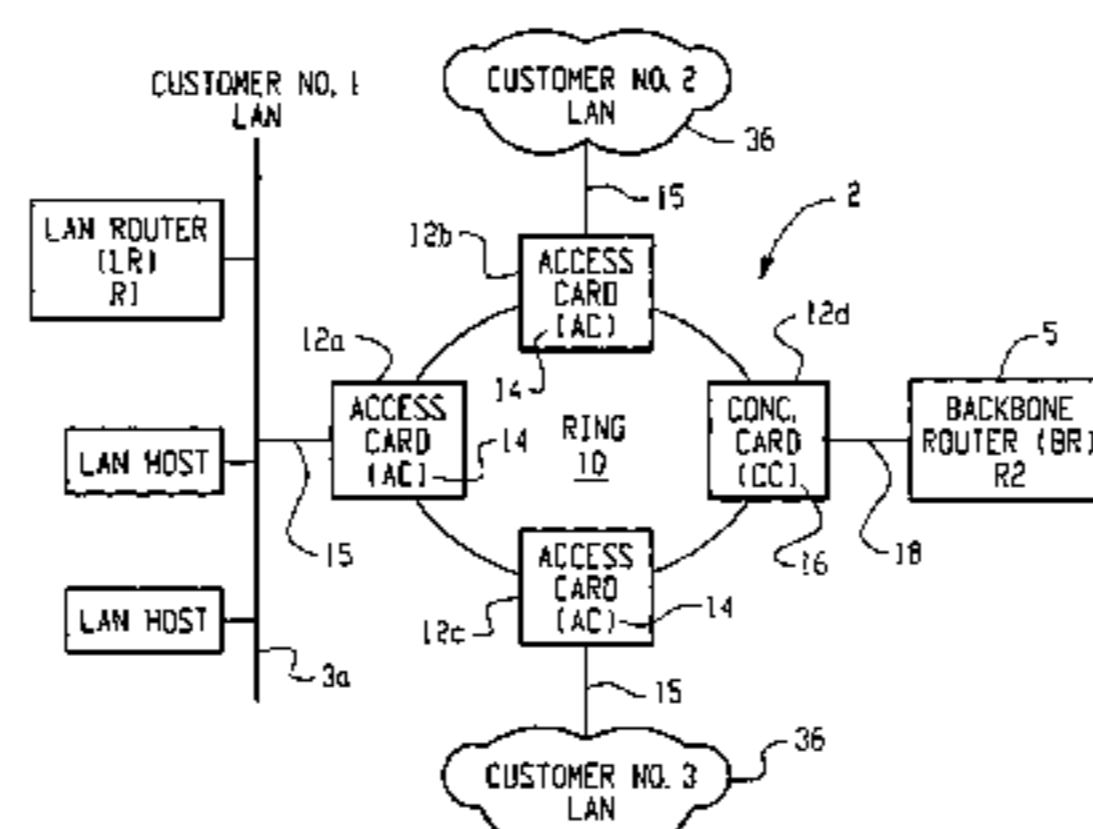 CUSTOMER NO. 1
LAN
CUSTOMER NO. 2
LAN
36
15
2
LAN ROUTER
(LR)
R1
12b
ACCESS
CARD
(AC)
14
12a
12d
5
ACCESS
CARD
(AC)
14
RING
10
CONC.
CARD
(CC)
BACKBONE
ROUTER (BR)
R2
LAN HOST
15
16
18
ACCESS
CARD
(AC)
14
12c
LAN HOST
3a
15
36
CUSTOMER NO. 3
LAN